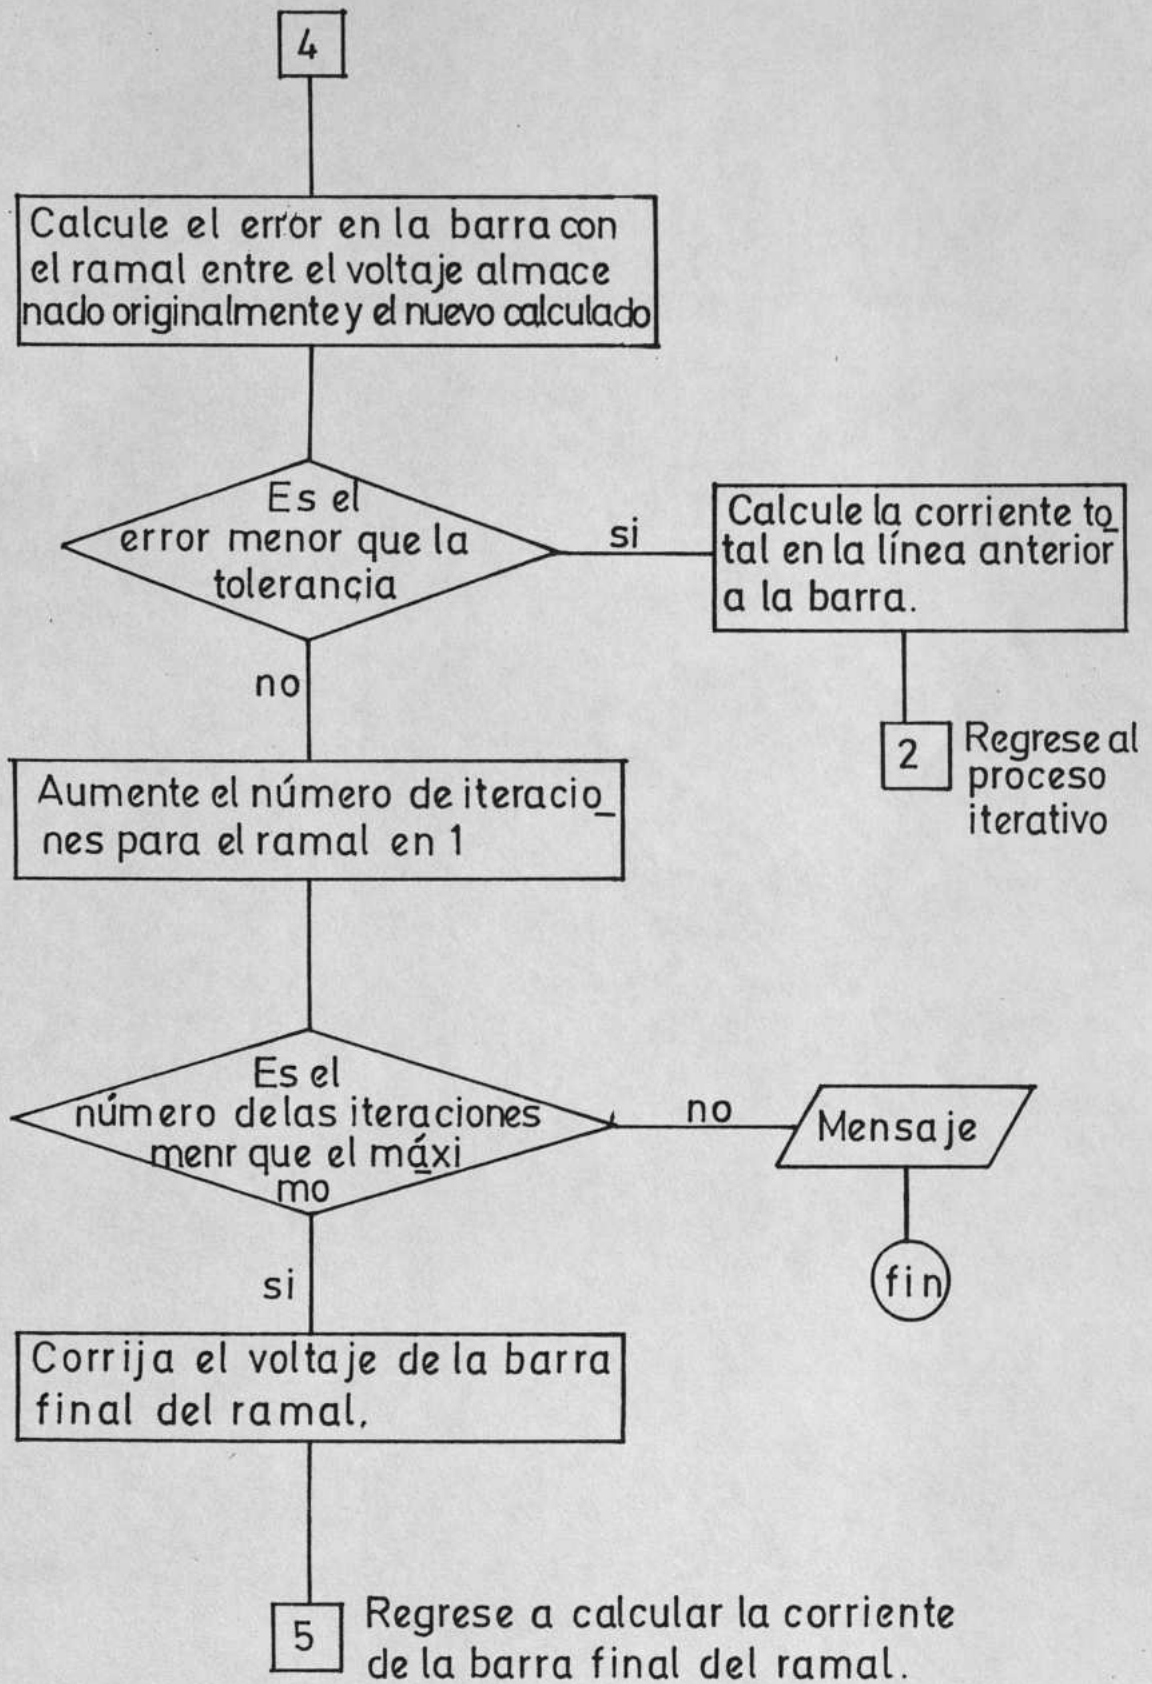 4
Calcule el error en la barra con
el ramal entre el voltaje almace
nado originalmente y el nuevo calculado
Es el
error menor que la
tolerancia
si
Calcule la corriente to
tal en la línea anterior
a la barra.
no
2
Regrese al
proceso
iterativo
Aumente el número de iteracio_
nes para el ramal en 1
Es el
número de las iteraciones
menr que el máxi
mo
no
Mensaje
fin
si
Corrija el voltaje de la barra
final del ramal.
5
Regrese a calcular la corriente
de la barra final del ramal.